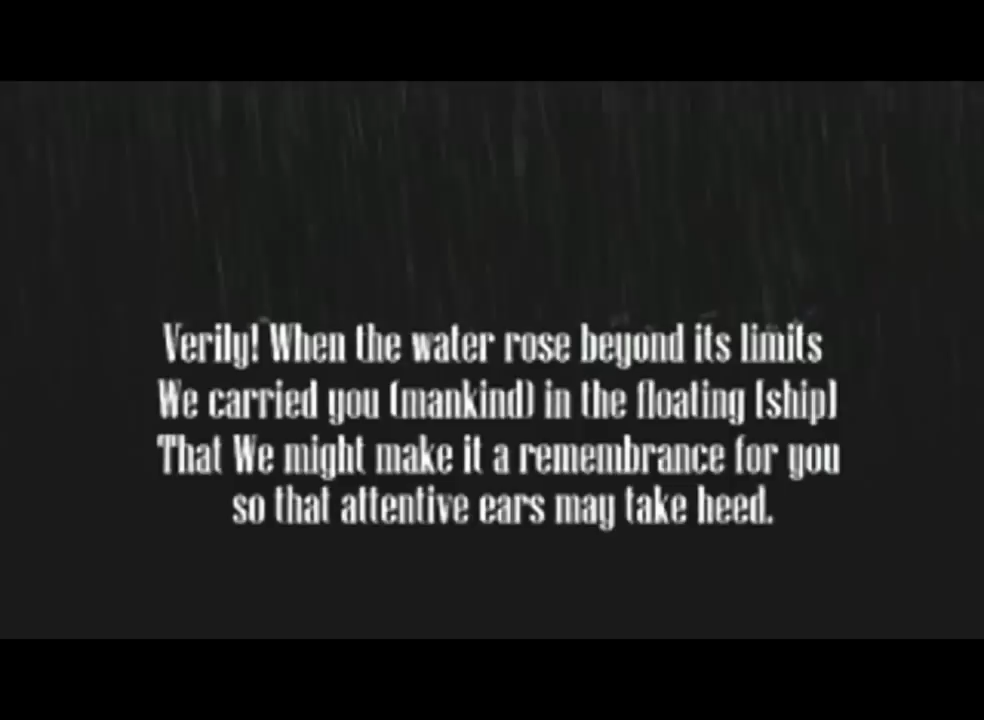 Verily! When the water rose beyond its limits
We carried you (mankind) in the floating [ship]
That We might make it a remembrance for you
so that attentive ears may take heed.